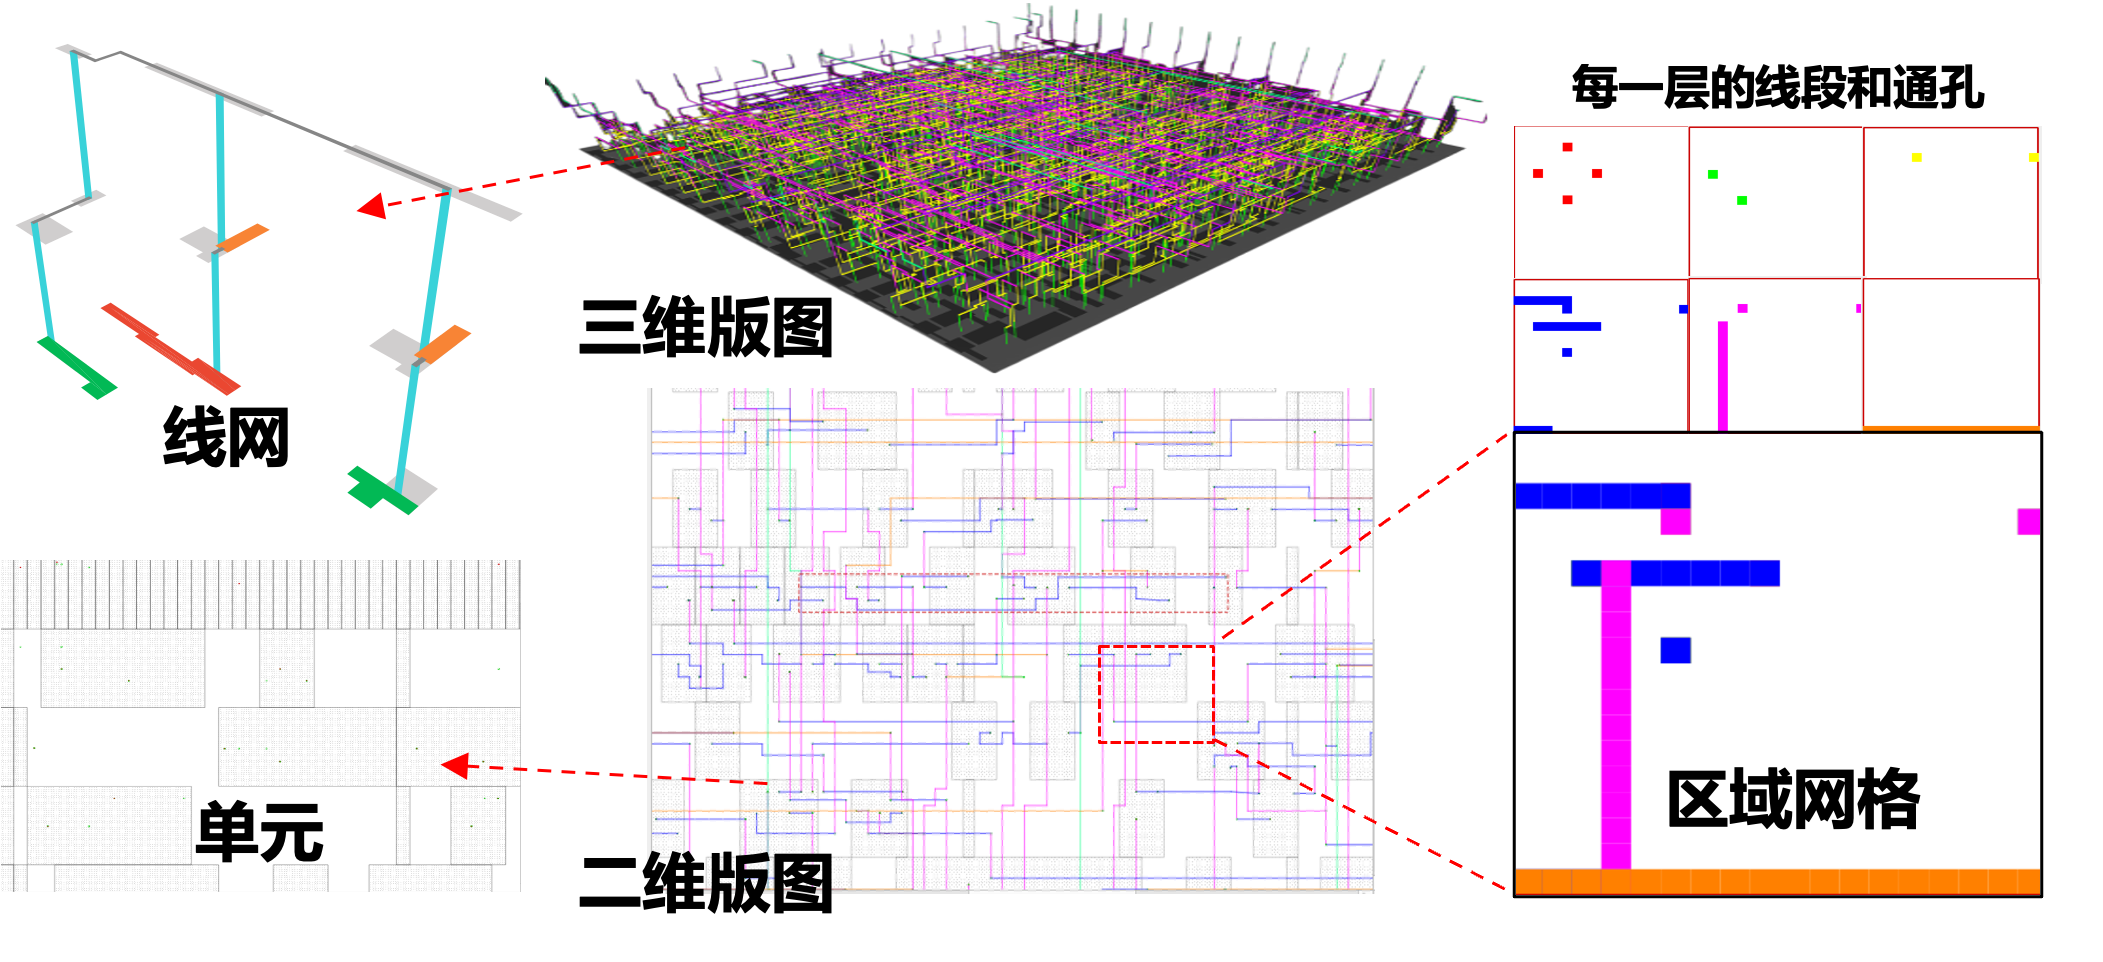 每一层的线段和通孔
三维版图
线网
区域网格
单元
二维版图